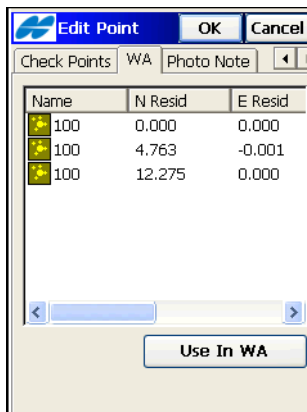 Edit Point OK Cancel
Check Points WA Photo Note
Name N Resid E Resid
100 0.000 0.000
100 4.763 -0.001
100 12.275 0.000
Use In WA